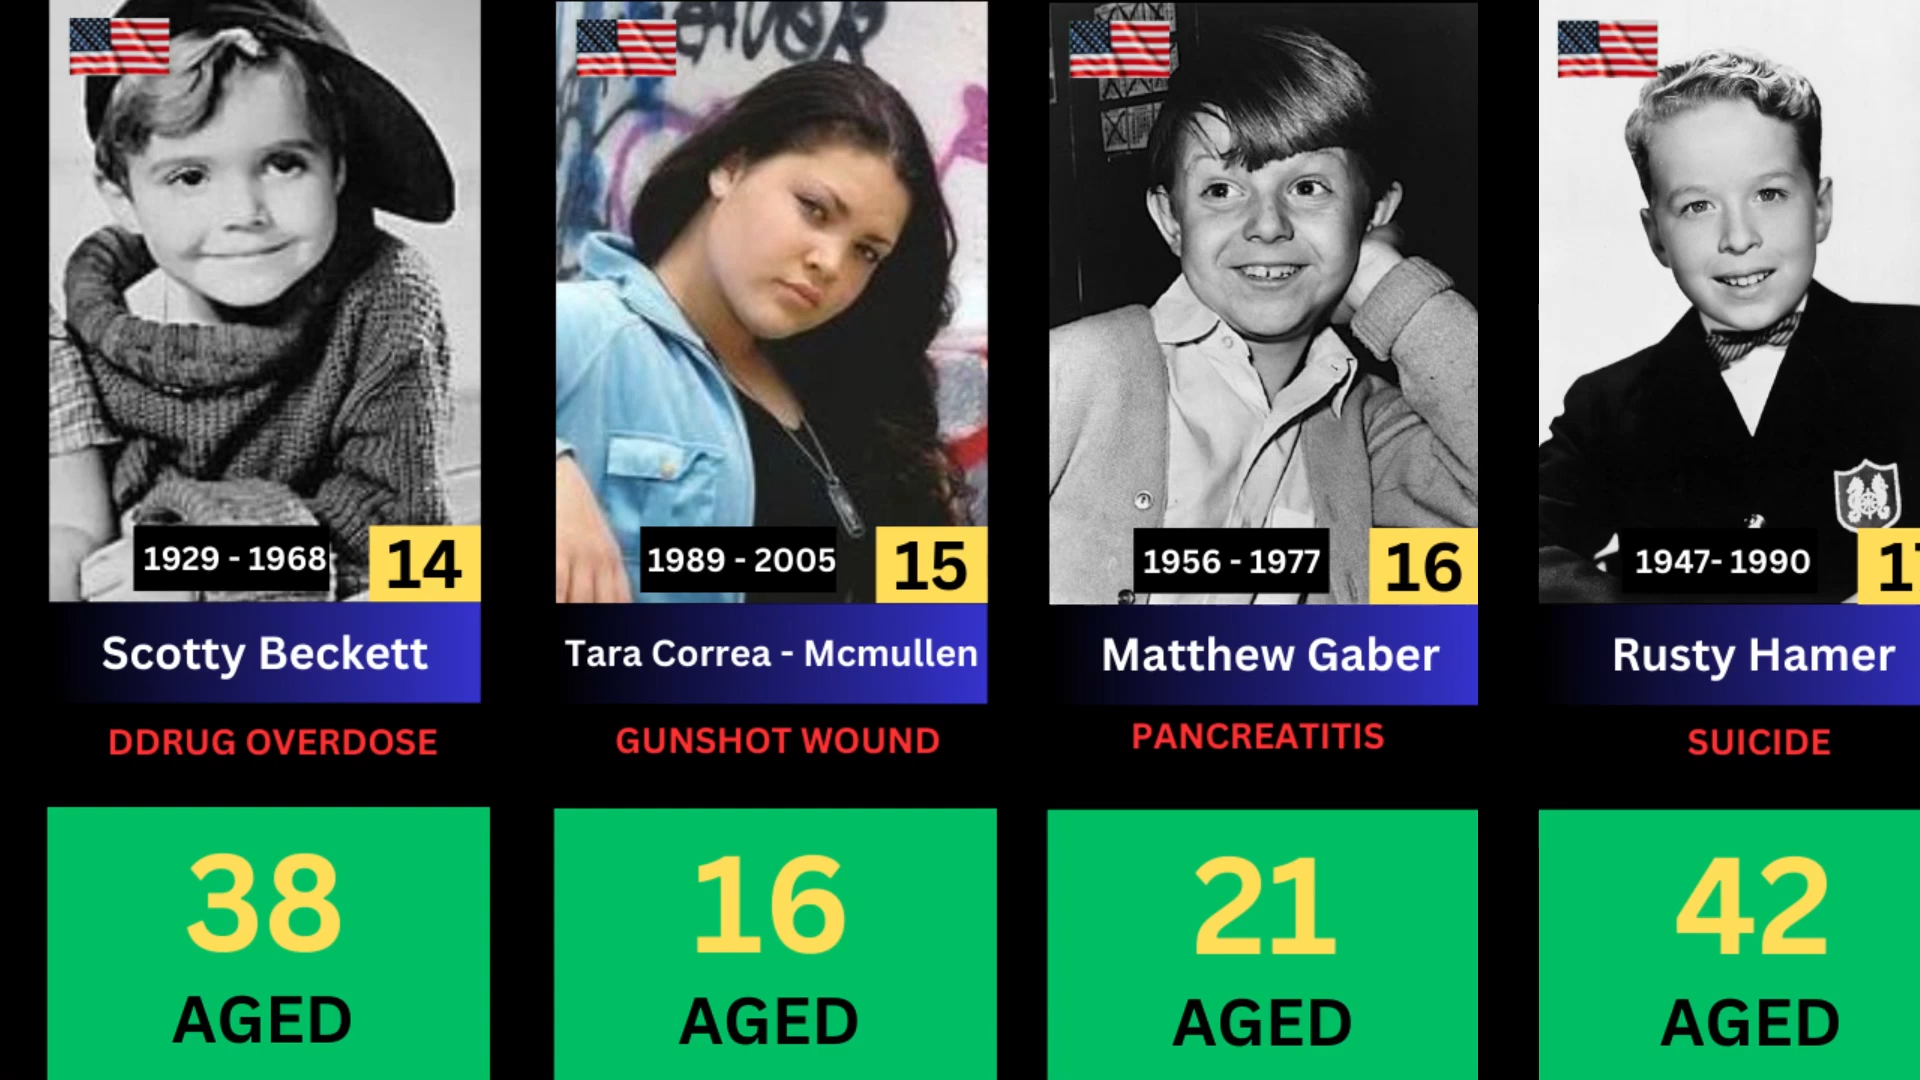 1929 - 1968
14
Scotty Beckett
DDRUG OVERDOSE
38
AGED
1989 - 2005
15
Tara Correa - Mcmullen
GUNSHOT WOUND
16
AGED
1956 - 1977
16
Matthew Gaber
PANCREATITIS
21
AGED
1947- 1990
Rusty Hamer
SUICIDE
42
AGED